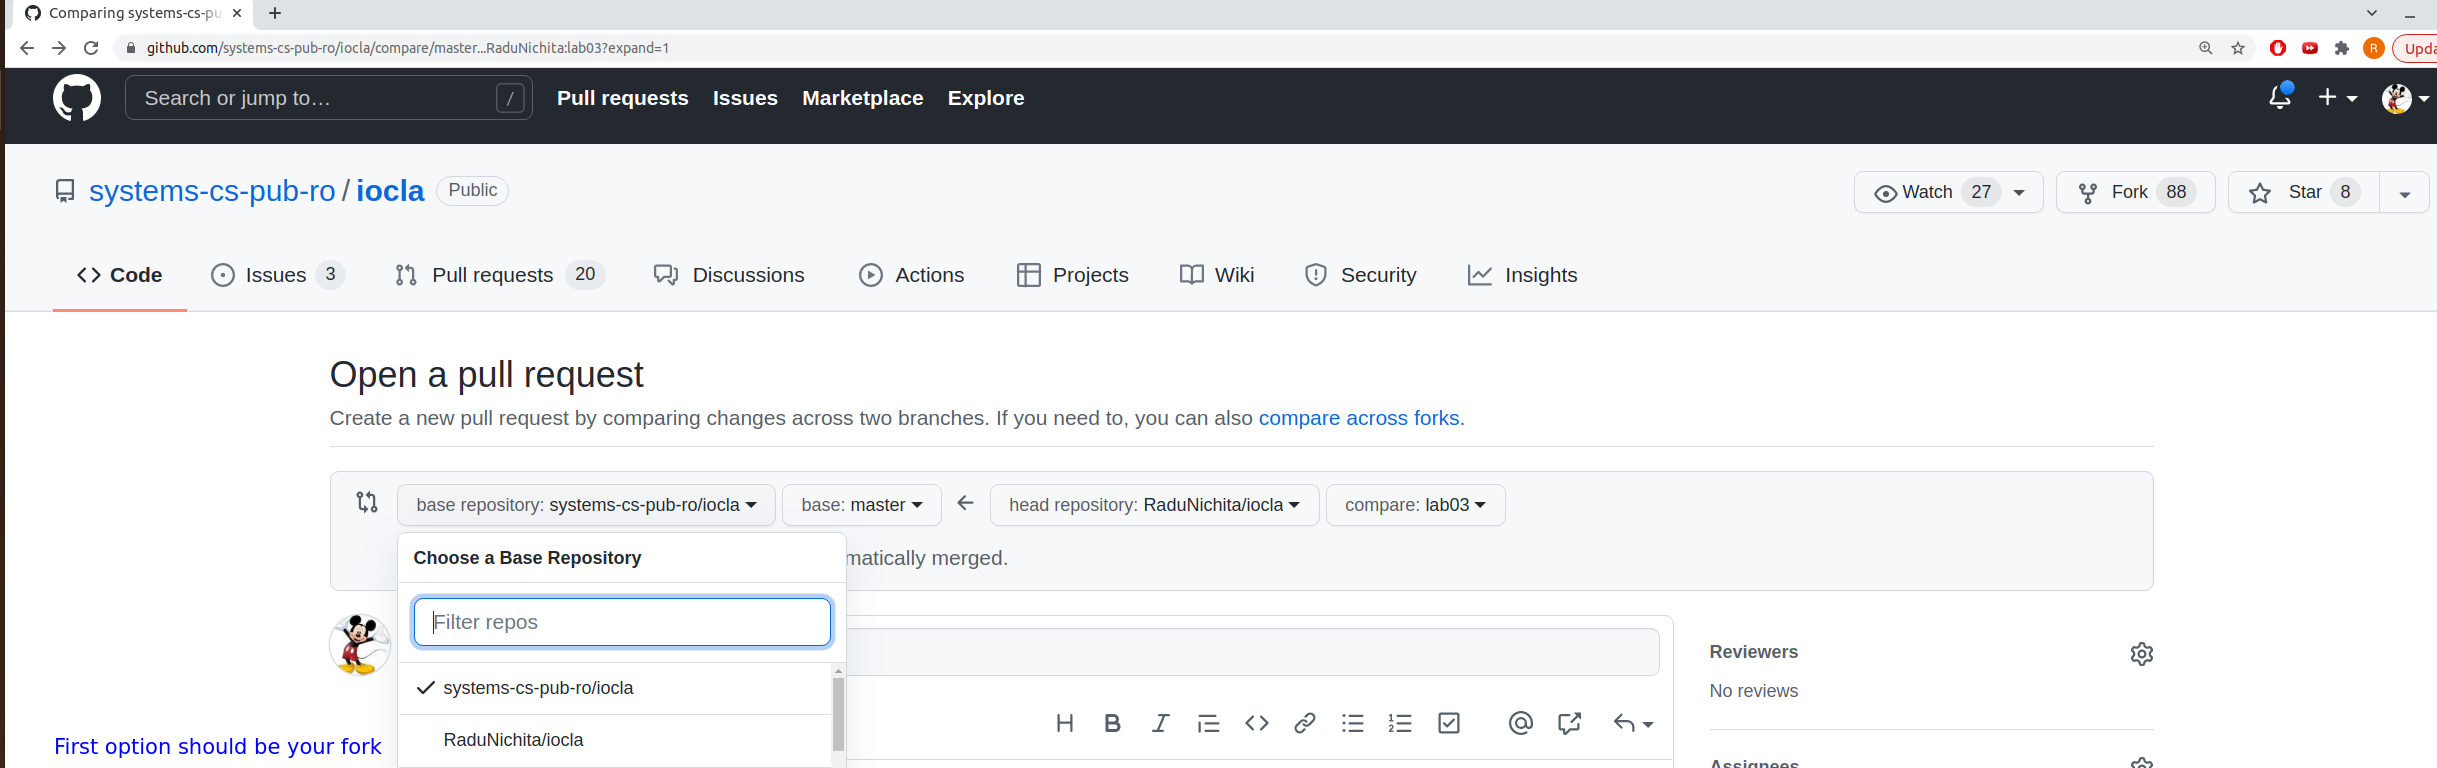 Comparing systems-cs-pu
github.com/systems-cs-pub-ro/iocla/compare/master...RaduNichita:lab03?expand=1
R
Upda
Search or jump to…
/
Pull requests
Issues
Marketplace
Explore
systems-cs-pub-ro / iocla
Public
Watch 27
Fork 88
Star 8
Code
Issues 3
Pull requests 20
Discussions
Actions
Projects
Wiki
Security
Insights
Open a pull request
Create a new pull request by comparing changes across two branches. If you need to, you can also compare across forks.
base repository: systems-cs-pub-ro/iocla
base: master
head repository: RaduNichita/iocla
compare: lab03
Choose a Base Repository
matically merged.
Filter repos
Reviewers
No reviews
systems-cs-pub-ro/iocla
RaduNichita/iocla
First option should be your fork
Assignees